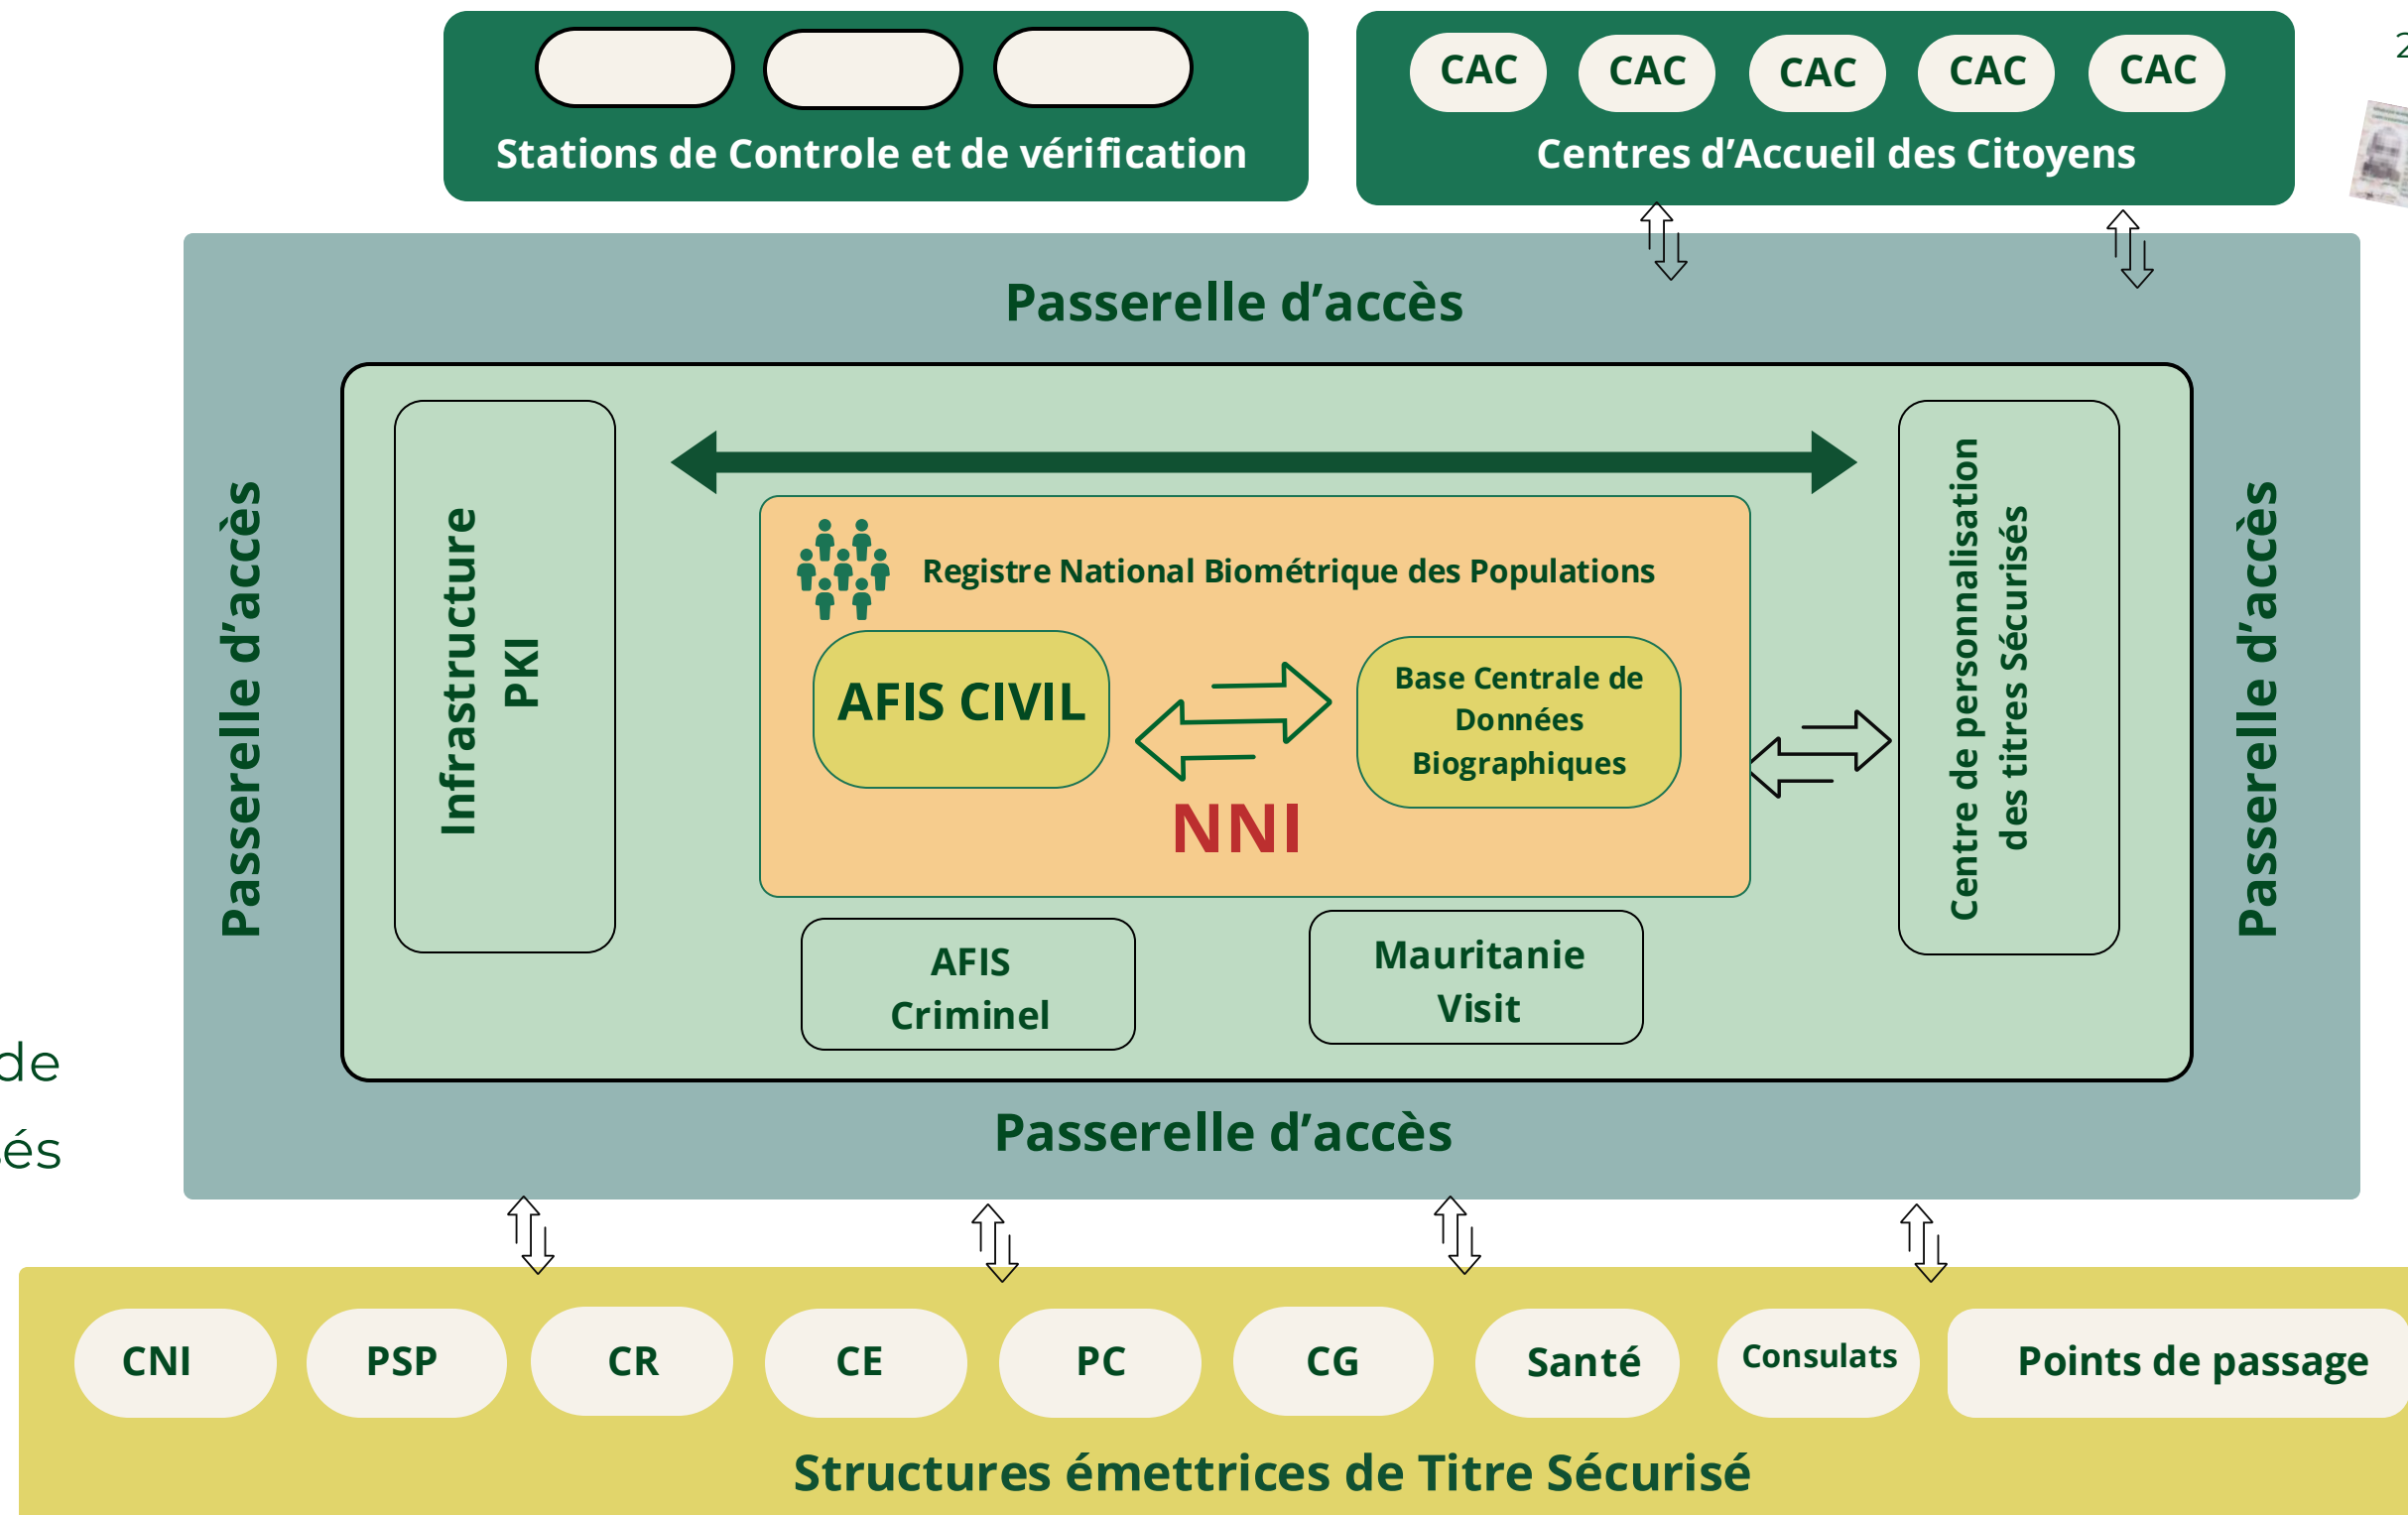 CAC CAC CAC CAC CAC
2
Stations de Controle et de vérification
Centres d’Accueil des Citoyens
Passerelle d’accès
Passerelle d’accès
Infrastructure
PKI
Registre National Biométrique des Populations
AFIS CIVIL
Base Centrale de
Données
Biographiques
NNI
Centre de personnalisation
des titres Sécurisés
Passerelle d’accès
AFIS
Criminel
Mauritanie
Visit
de
és
Passerelle d’accès
CNI PSP CR CE PC CG Santé Consulats Points de passage
Structures émettrices de Titre Sécurisé